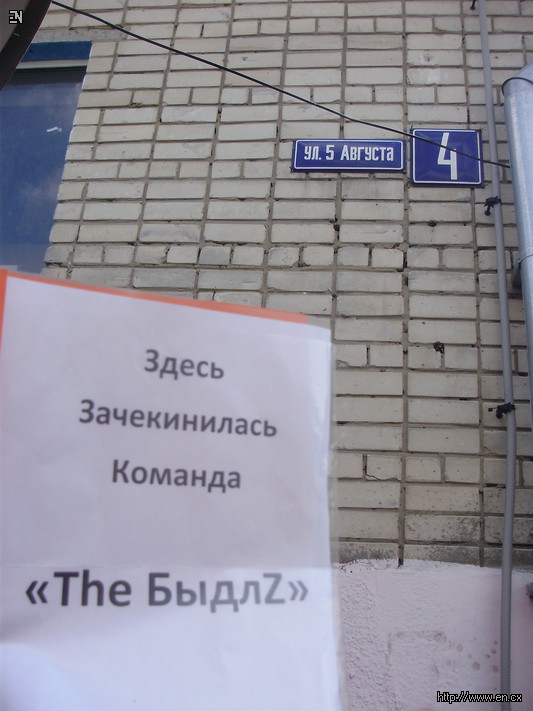 EN
ул. 5 Августа
4
Здесь
Зачекинилась
Команда
«The БыдлZ»
http://www.en.cx